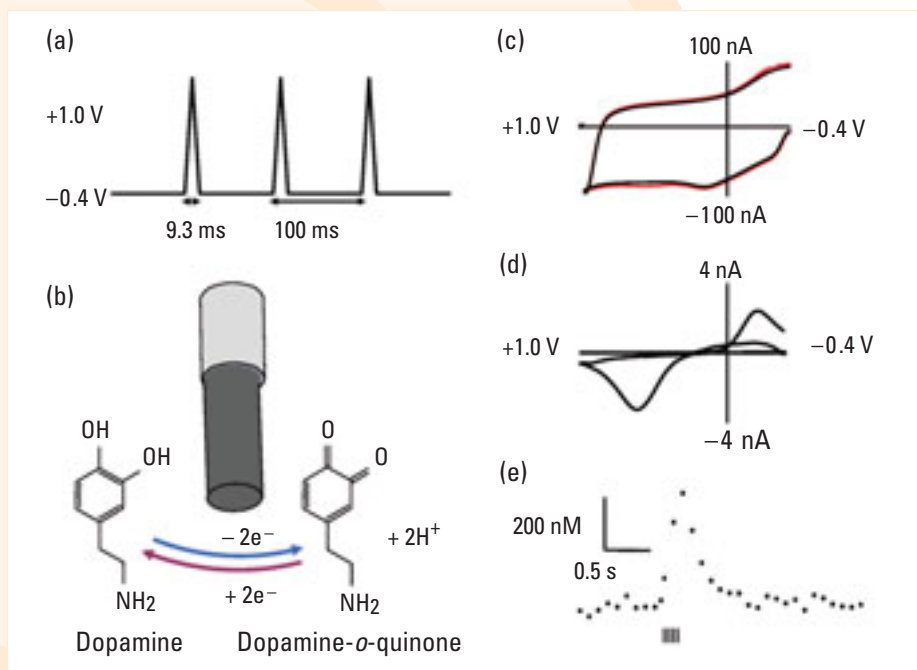 (a)
+1.0 V
−0.4 V
9.3 ms
100 ms
(b)
OH
OH
NH2
Dopamine
− 2e−
+ 2e−
O
O
+ 2H+
NH2
Dopamine-o-quinone
(c)
100 nA
+1.0 V
−0.4 V
−100 nA
(d)
4 nA
+1.0 V
−0.4 V
−4 nA
(e)
200 nM
0.5 s